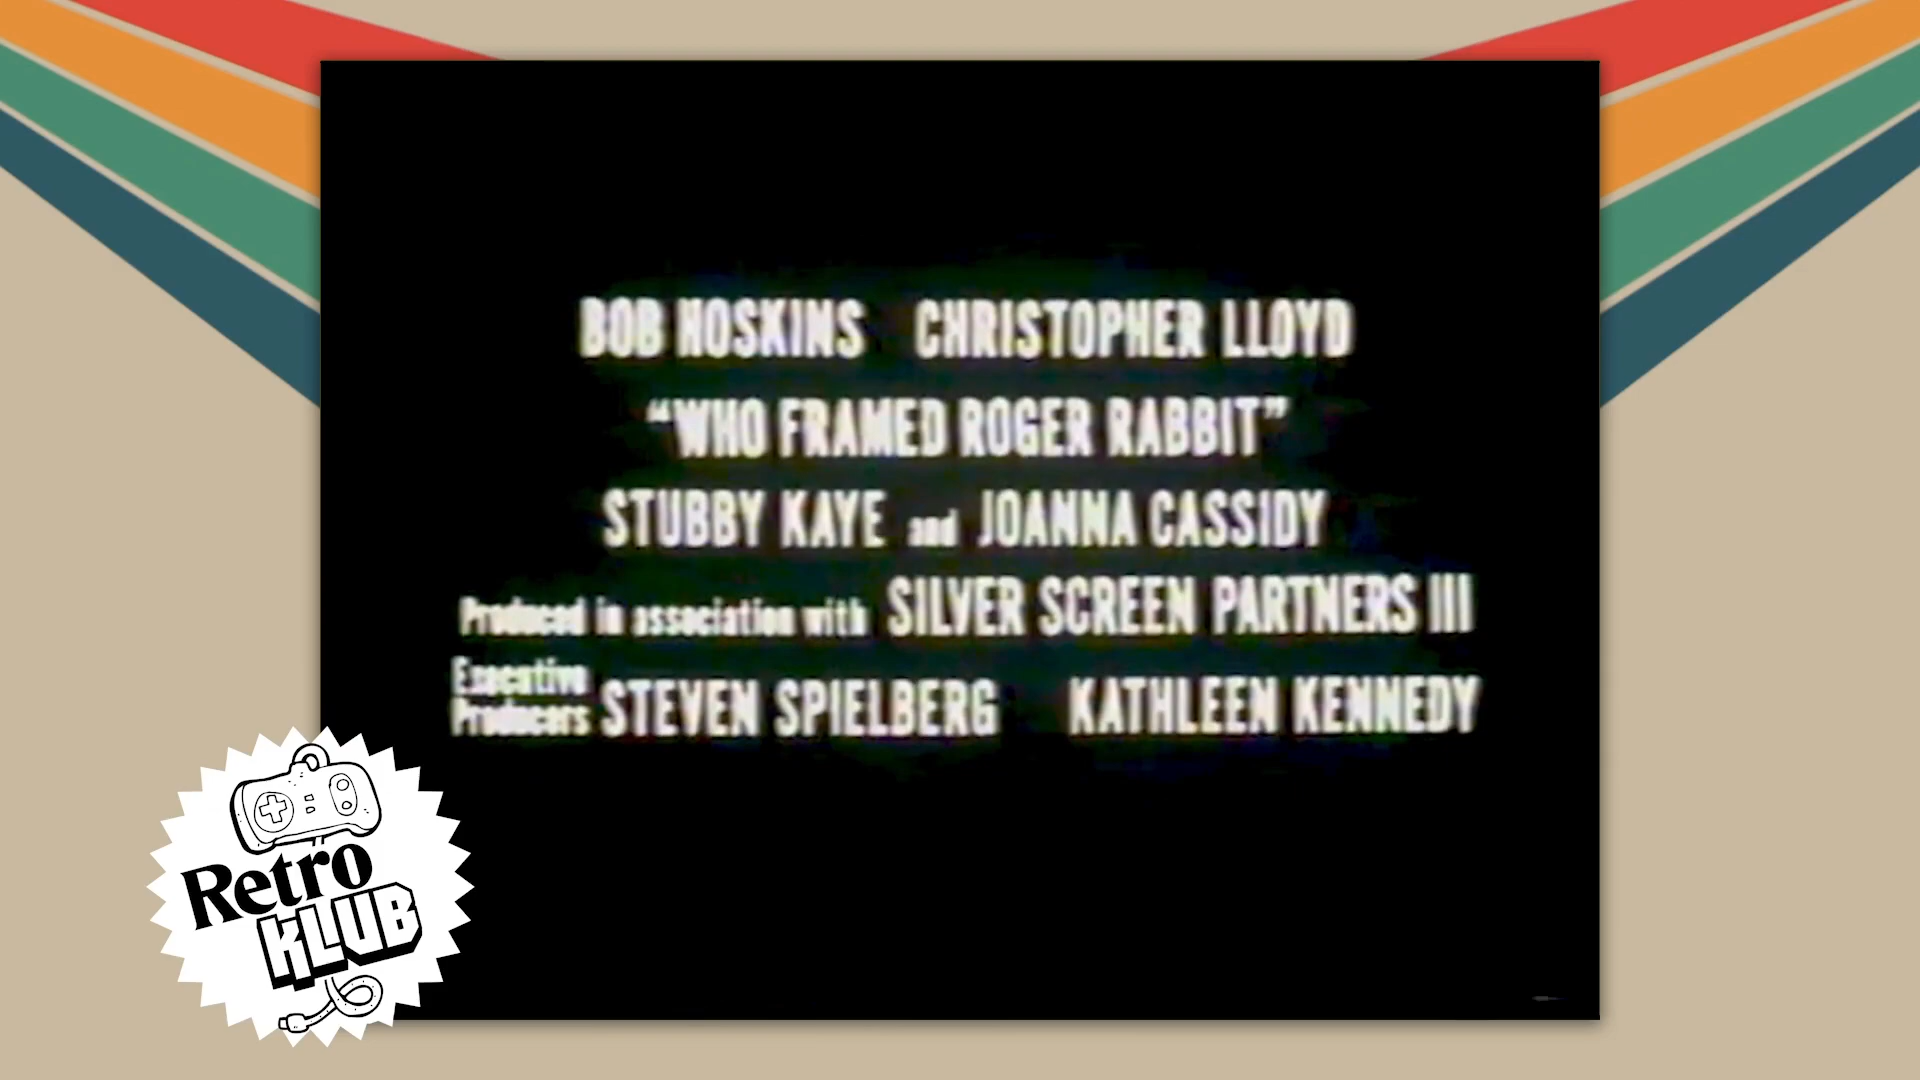 BOB HOSKINS CHRISTOPHER LLOYD
“WHO FRAMED ROGER RABBIT”
STUBBY KAYE and JOANNA CASSIDY
Produced in association with SILVER SCREEN PARTNERS III
Executive
Producers STEVEN SPIELBERG KATHLEEN KENNEDY
Retro
KLUB